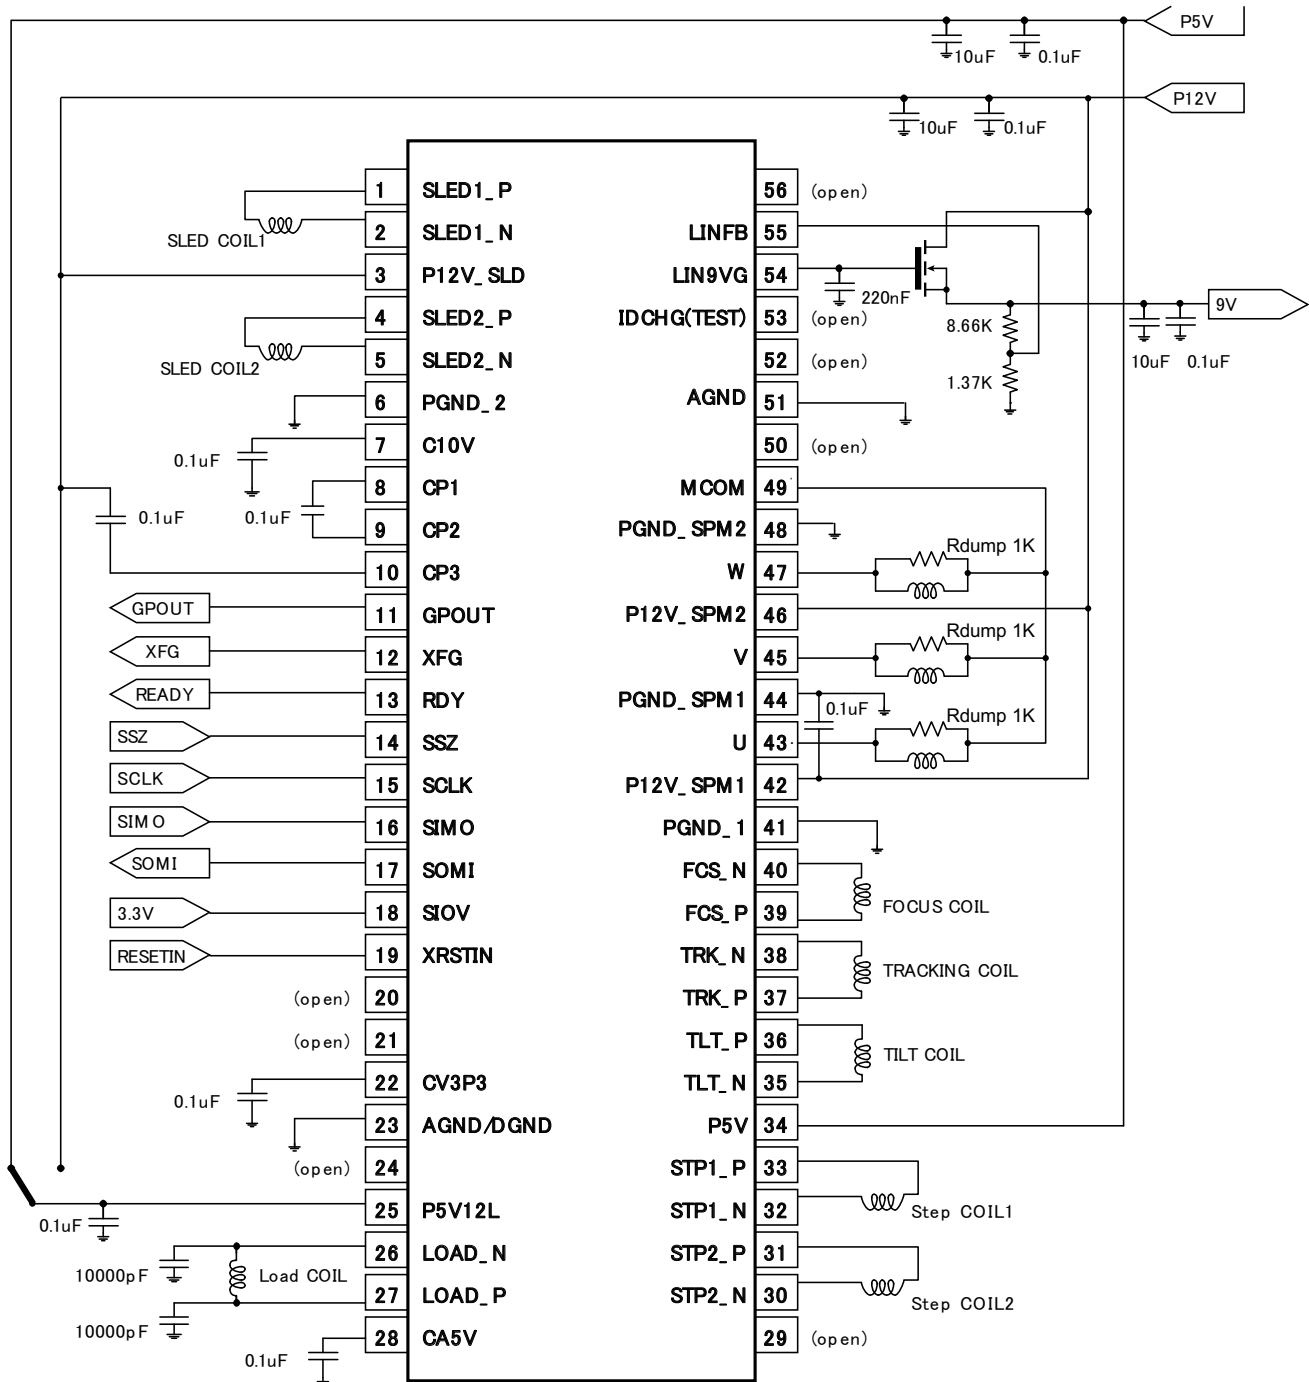 P5V
10uF
0.1uF
P12V
10uF
0.1uF
1
SLED1_P
56
(open)
2
SLED1_N
LINFB
55
SLED COIL1
3
P12V_SLD
LIN9VG
54
220nF
9V
4
SLED2_P
IDCHG(TEST)
53
(open)
8.66K
10uF
0.1uF
5
SLED2_N
52
(open)
SLED COIL2
1.37K
6
PGND_2
AGND
51
7
C10V
50
(open)
0.1uF
8
CP1
MCOM
49
0.1uF
0.1uF
9
CP2
PGND_SPM2
48
Rdump 1K
10
CP3
W
47
GPOUT
11
GPOUT
P12V_SPM2
46
Rdump 1K
XFG
12
XFG
V
45
READY
13
RDY
PGND_SPM1
44
0.1uF
Rdump 1K
SSZ
14
SSZ
U
43
SCLK
15
SCLK
P12V_SPM1
42
SIMO
16
SIMO
PGND_1
41
SOMI
17
SOMI
FCS_N
40
FOCUS COIL
3.3V
18
SIOV
FCS_P
39
RESETIN
19
XRSTIN
TRK_N
38
TRACKING COIL
(open)
20
TRK_P
37
(open)
21
TLT_P
36
TILT COIL
22
CV3P3
TLT_N
35
0.1uF
23
AGND/DGND
P5V
34
(open)
24
STP1_P
33
25
P5V12L
STP1_N
32
Step COIL1
0.1uF
26
LOAD_N
STP2_P
31
10000pF
Load COIL
27
LOAD_P
STP2_N
30
Step COIL2
10000pF
28
CA5V
29
(open)
0.1uF